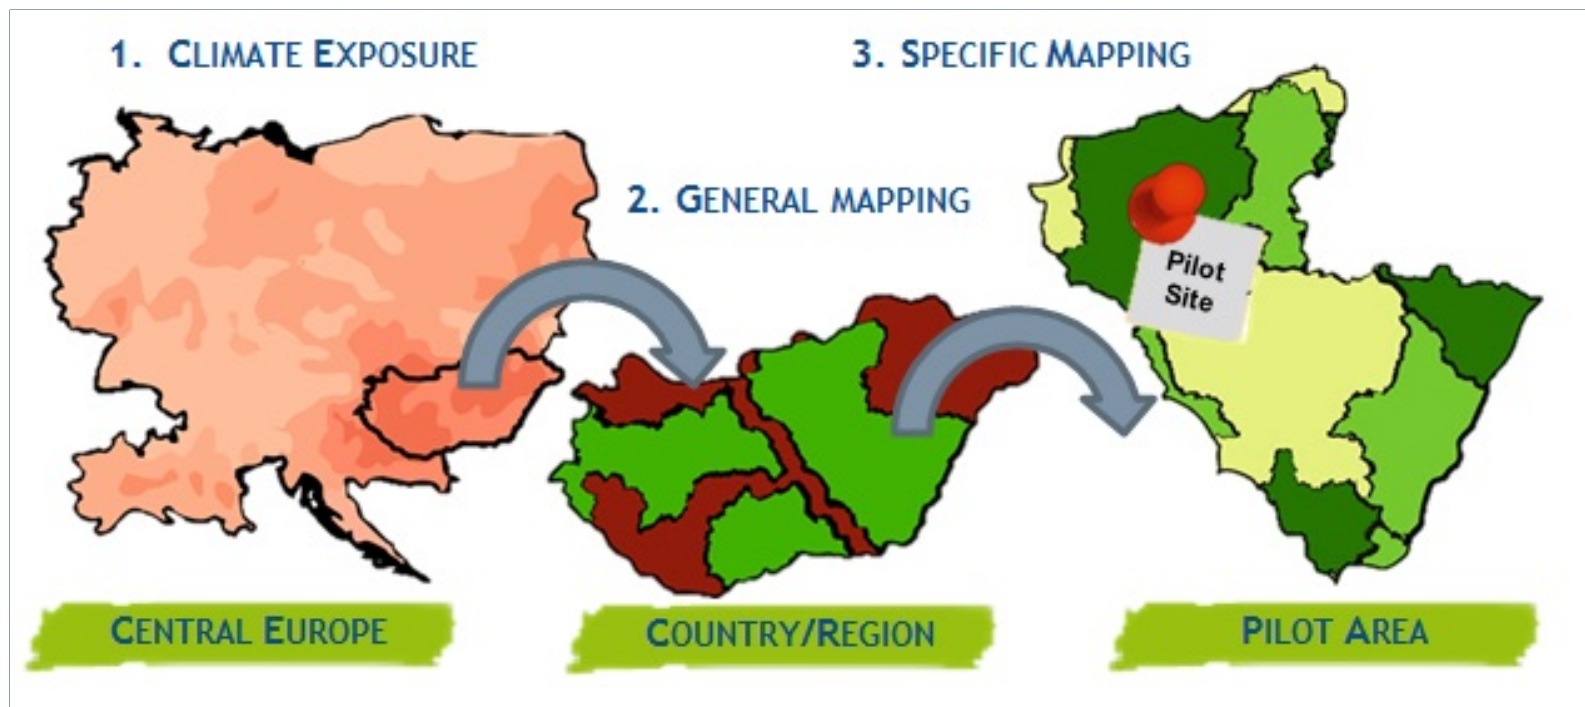 1. CLIMATE EXPOSURE
3. SPECIFIC MAPPING
2. GENERAL MAPPING
Pilot
Site
CENTRAL EUROPE
COUNTRY/REGION
PILOT AREA